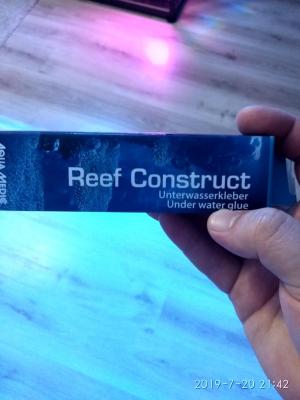 AQUA MEDIC
Reef Construct
Unterwasserkleber
Under water glue
2019-7-20 21:42